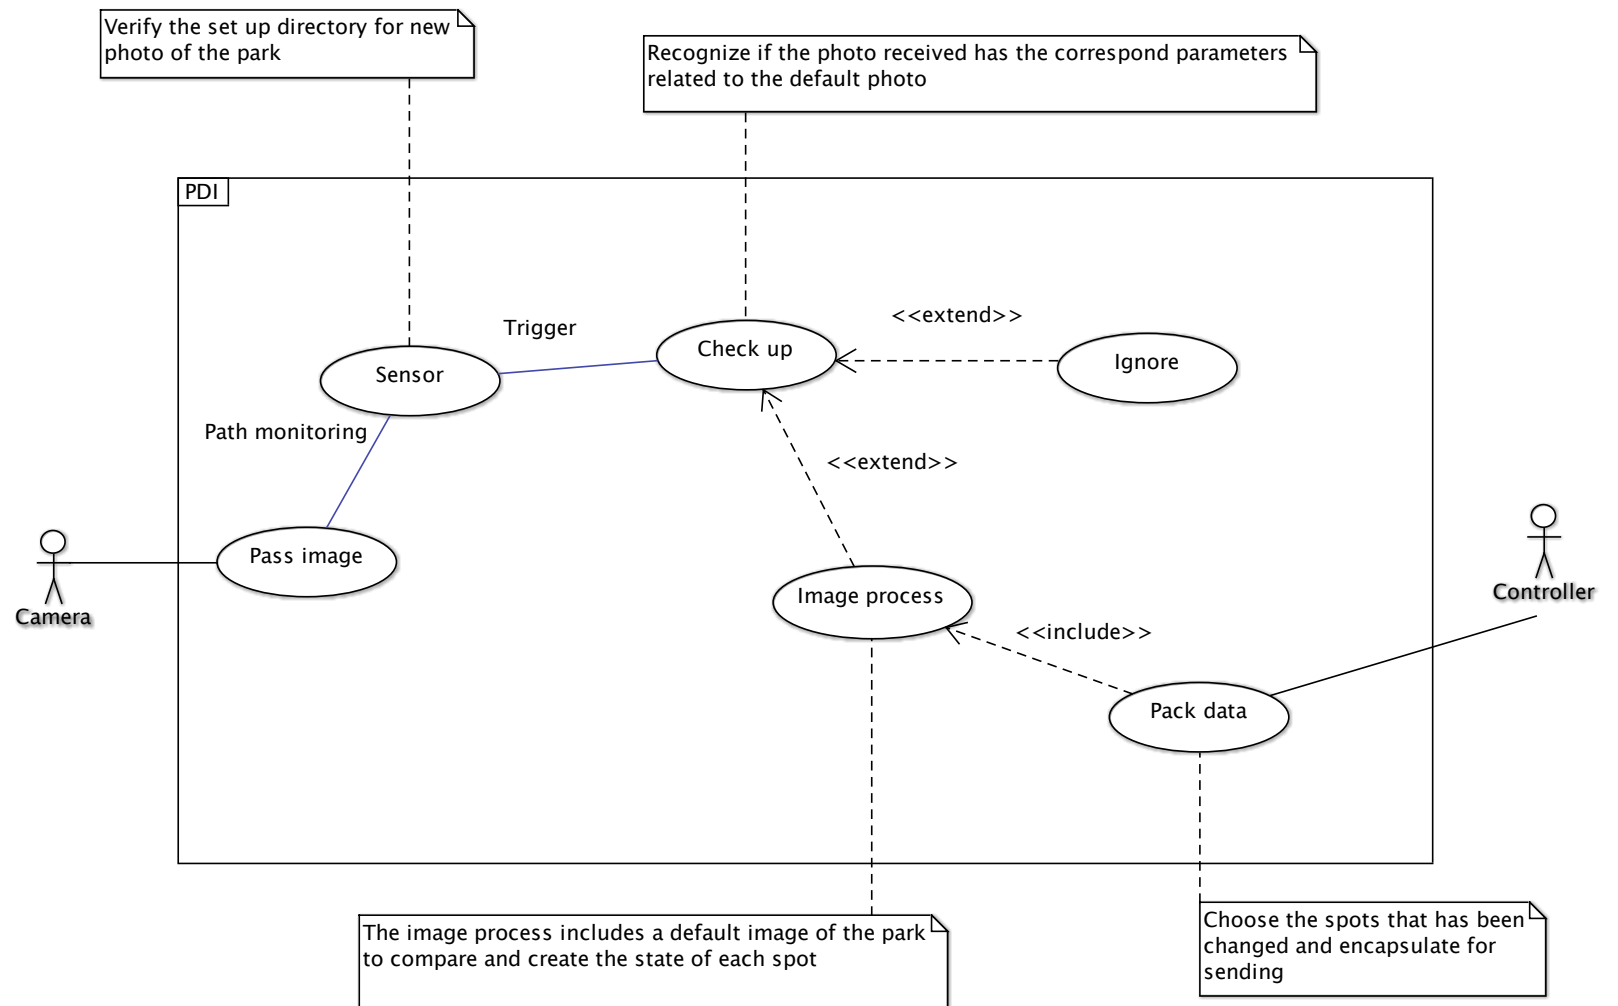 Verify the set up directory for new
photo of the park
Recognize if the photo received has the correspond parameters
related to the default photo
PDI
<<extend>>
Trigger
Check up
Ignore
Sensor
Path monitoring
<<extend>>
Pass image
Camera
Image process
Controller
<<include>>
Pack data
The image process includes a default image of the park
to compare and create the state of each spot
Choose the spots that has been
changed and encapsulate for
sending